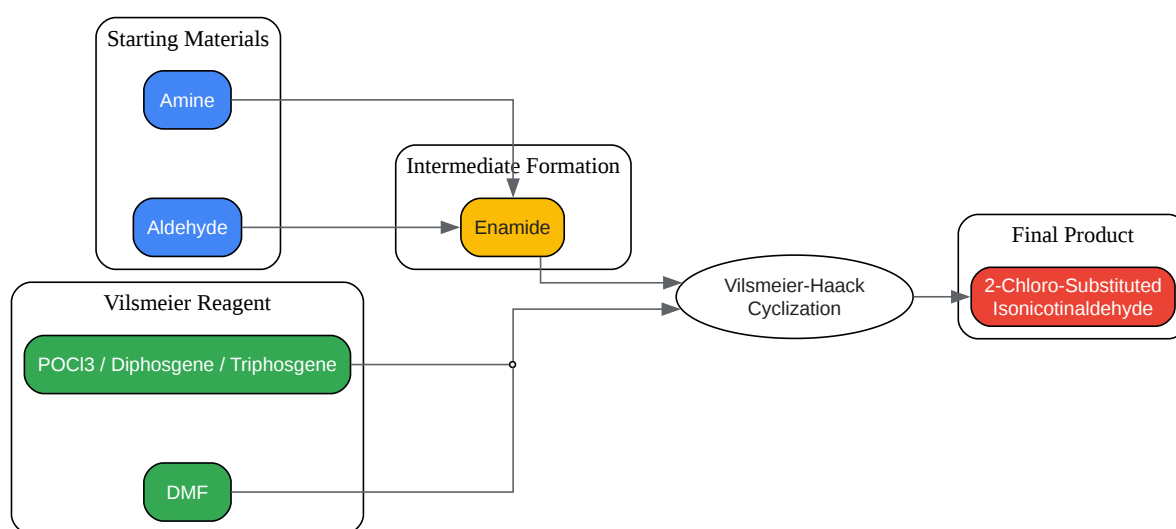 Starting Materials
Amine
Aldehyde
Intermediate Formation
Enamide
Vilsmeier Reagent
POCl3 / Diphosgene / Triphosgene
DMF
Vilsmeier-Haack
Cyclization
Final Product
2-Chloro-Substituted
Isonicotinaldehyde